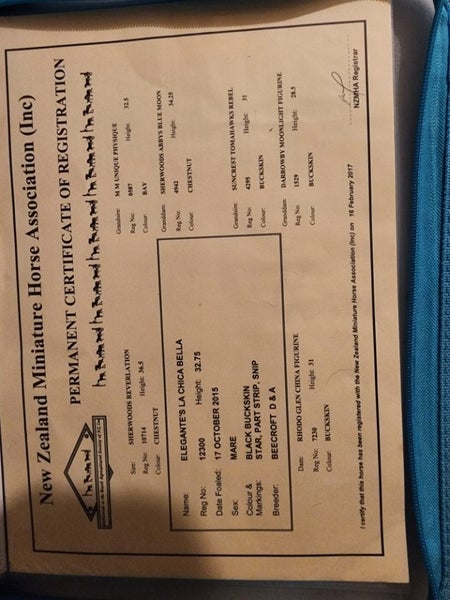 New Zealand Miniature Horse Association (Inc)
PERMANENT CERTIFICATE OF REGISTRATION
Sire: SHERWOODS REVERLATION
Reg No: 10714 Height: 36.5
Colour: CHESTNUT
Grandsire: M M UNIQUE PHYSIQUE
Reg No: 0587 Height: 32.5
Colour: BAY
Granddam: SHERWOODS ABBYS BLUE MOON
Reg No: 4942 Height: 34.25
Colour: CHESTNUT
Name: ELEGANTE'S LA CHICA BELLA
Reg No: 12300 Height: 32.75
Date Foaled: 17 OCTOBER 2015
Sex: MARE
Colour & Markings: BLACK BUCKSKIN
STAR, PART STRIP, SNIP
Breeder: BEECROFT D & A
Dam: RHODO GLEN CHINA FIGURINE
Reg No: 7230 Height: 31
Colour: BUCKSKIN
Grandsire: SUNCREST TOMAHAWKS REBEL
Reg No: 4295 Height: 31
Colour: BUCKSKIN
Granddam: DARROWBY MOONLIGHT FIGURINE
Reg No: 1529 Height: 28.5
Colour: BUCKSKIN
I certify that this horse has been registered with the New Zealand Miniature Horse Association (Inc) on 16 February 2017
NZMHA Registrar